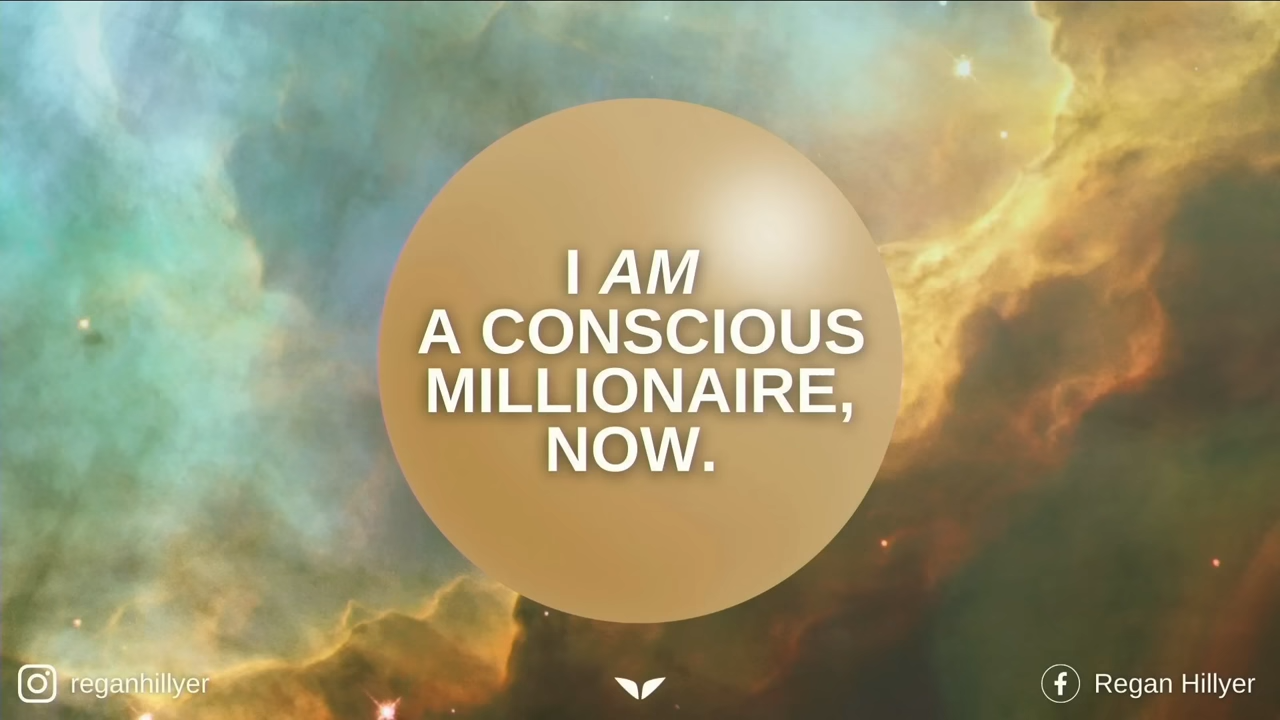 I AM
A CONSCIOUS
MILLIONAIRE,
NOW.
reganhillyer
Regan Hillyer